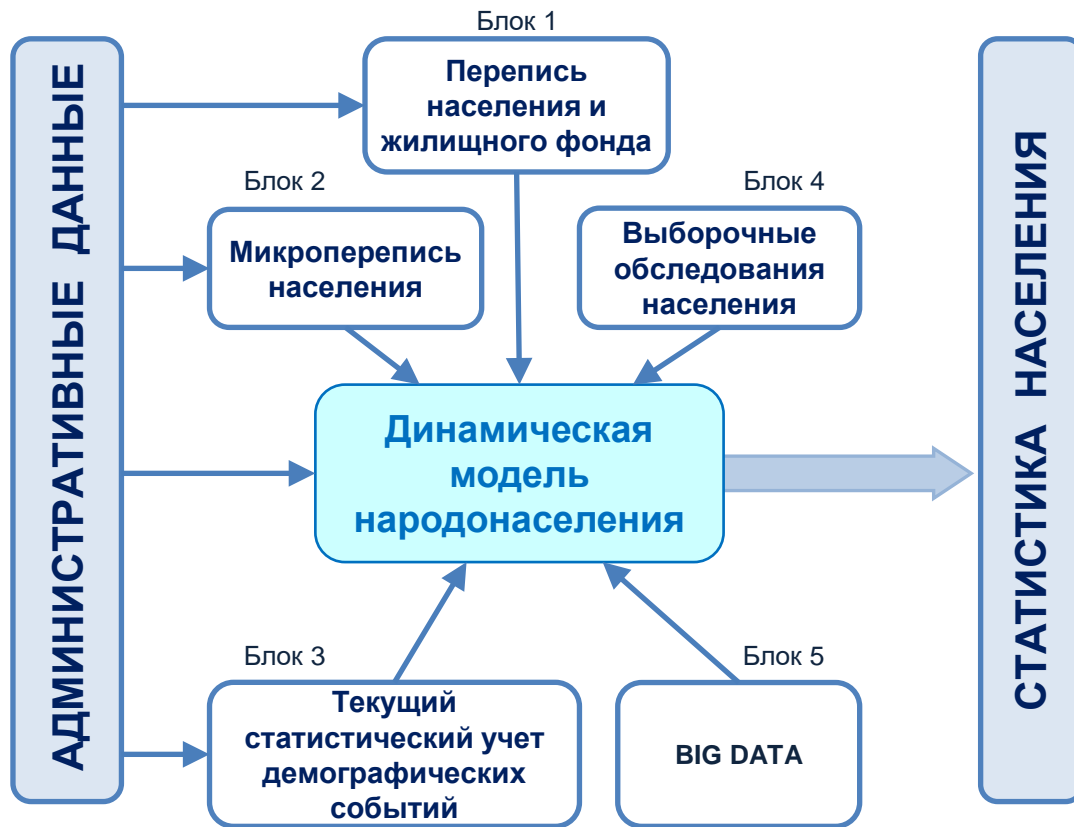 АДМИНИСТРАТИВНЫЕ ДАННЫЕ
Блок 1
Перепись
населения и
жилищного фонда
Блок 2
Микроперепись
населения
Блок 4
Выборочные
обследования
населения
Динамическая
модель
народонаселения
Блок 3
Текущий
статистический учет
демографических
событий
Блок 5
BIG DATA
СТАТИСТИКА НАСЕЛЕНИЯ